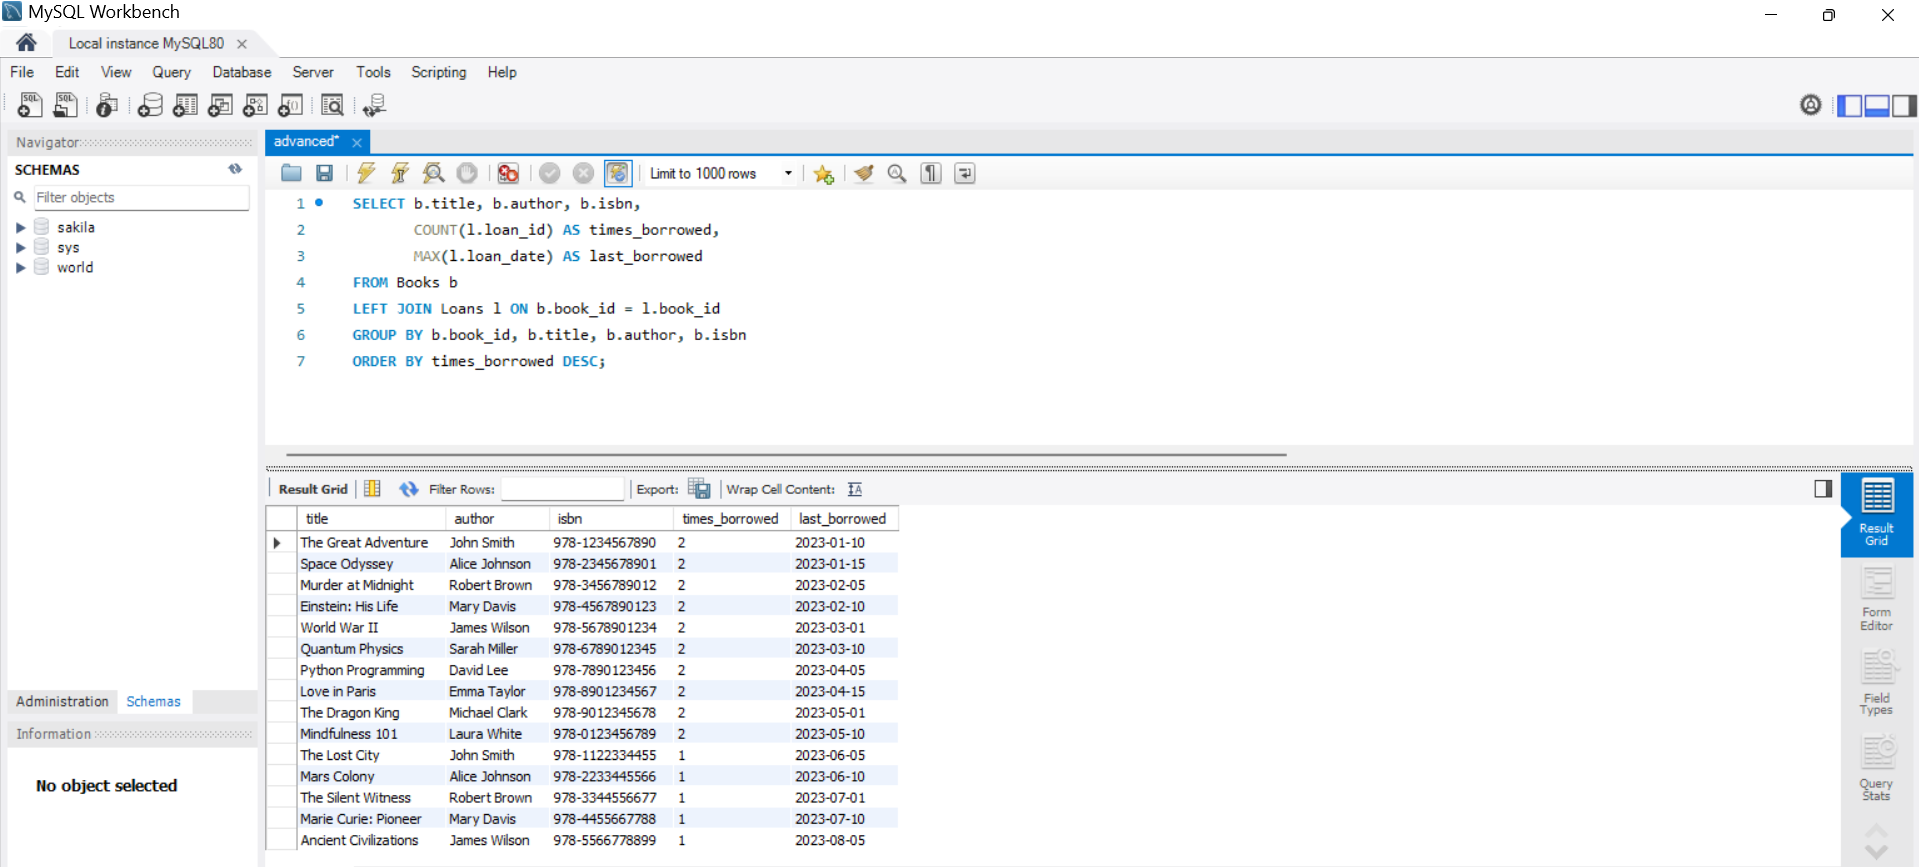 MySQL Workbench
Local instance MySQL80
File Edit View Query Database Server Tools Scripting Help
Navigator
SCHEMAS
Filter objects
sakila
sys
world
Administration Schemas
Information
No object selected
advanced*
Limit to 1000 rows
1 SELECT b.title, b.author, b.isbn,
2 COUNT(l.loan_id) AS times_borrowed,
3 MAX(l.loan_date) AS last_borrowed
4 FROM Books b
5 LEFT JOIN Loans l ON b.book_id = l.book_id
6 GROUP BY b.book_id, b.title, b.author, b.isbn
7 ORDER BY times_borrowed DESC;
Result Grid Filter Rows: Export: Wrap Cell Content:
title author isbn times_borrowed last_borrowed
The Great Adventure John Smith 978-1234567890 2 2023-01-10
Space Odyssey Alice Johnson 978-2345678901 2 2023-01-15
Murder at Midnight Robert Brown 978-3456789012 2 2023-02-05
Einstein: His Life Mary Davis 978-4567890123 2 2023-02-10
World War II James Wilson 978-5678901234 2 2023-03-01
Quantum Physics Sarah Miller 978-6789012345 2 2023-03-10
Python Programming David Lee 978-7890123456 2 2023-04-05
Love in Paris Emma Taylor 978-8901234567 2 2023-04-15
The Dragon King Michael Clark 978-9012345678 2 2023-05-01
Mindfulness 101 Laura White 978-0123456789 2 2023-05-10
The Lost City John Smith 978-1122334455 1 2023-06-05
Mars Colony Alice Johnson 978-2233445566 1 2023-06-10
The Silent Witness Robert Brown 978-3344556677 1 2023-07-01
Marie Curie: Pioneer Mary Davis 978-4455667788 1 2023-07-10
Ancient Civilizations James Wilson 978-5566778899 1 2023-08-05
Result
Grid
Form
Editor
Field
Types
Query
Stats